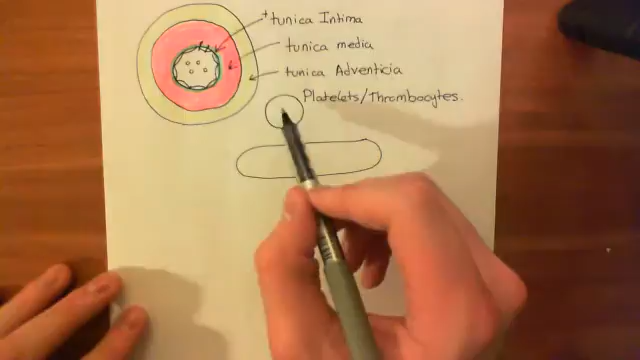 tunica Intima
tunica media
tunica Adventicia
Platelets/Thrombocytes.